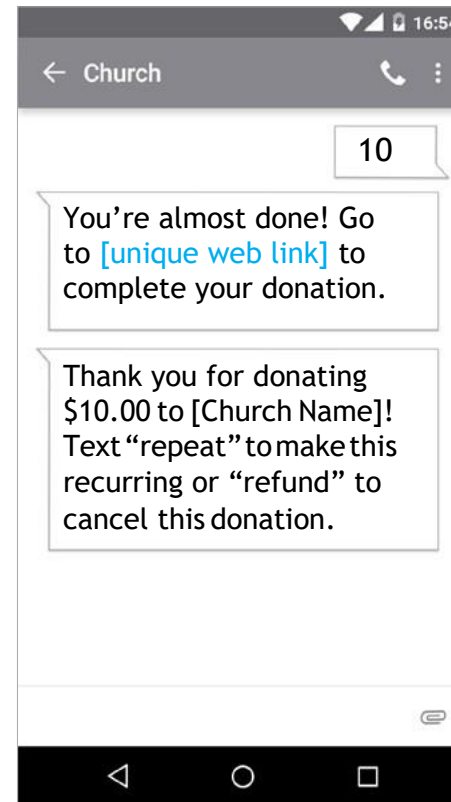 16:54
Church
10
You’re almost done! Go
to [unique web link] to
complete your donation.
Thank you for donating
$10.00 to [Church Name]!
Text “repeat” to make this
recurring or “refund” to
cancel this donation.